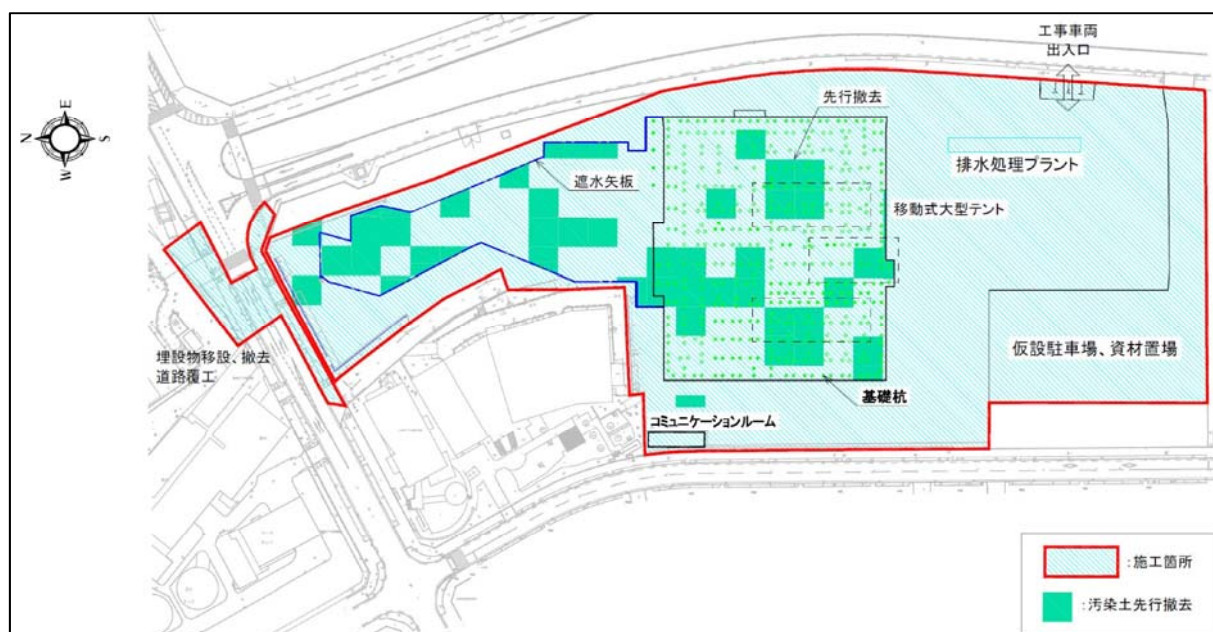 工事車両
出入口
E
N
S
W
先行撤去
遮水矢板
排水処理プラント
移動式大型テント
埋設物移設、撤去
道路覆工
仮設駐車場、資材置場
基礎杭
コミュニケーションルーム
:施工箇所
:汚染土先行撤去